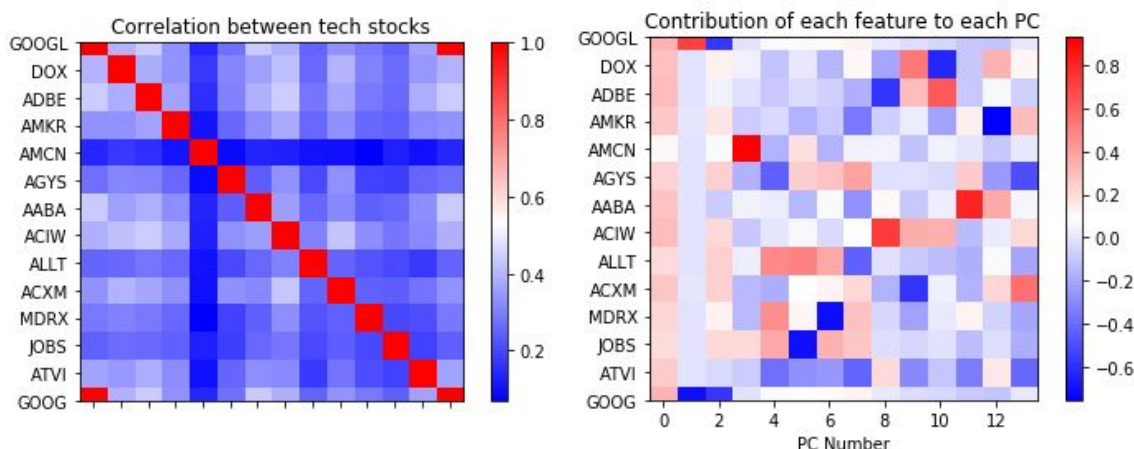 Correlation between tech stocks
GOOGL
DOX
ADBE
AMKR
AMCN
AGYS
AABA
ACIW
ALLT
ACXM
MDRX
JOBS
ATVI
GOOG
1.0
0.8
0.6
0.4
0.2
Contribution of each feature to each PC
GOOGL
DOX
ADBE
AMKR
AMCN
AGYS
AABA
ACIW
ALLT
ACXM
MDRX
JOBS
ATVI
GOOG
0 2 4 6 8 10 12
PC Number
0.8
0.6
0.4
0.2
0.0
−0.2
−0.4
−0.6